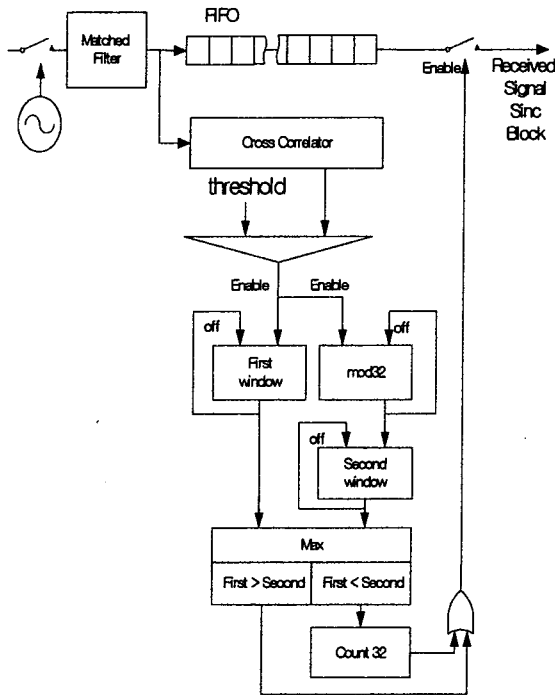 FIFO
Matched
Filter
Enable
Received
Signal
Sinc
Block
Cross Correlator
threshold
Enable
Enable
off
off
First
window
mod32
off
Second
window
Max
First > Second
First < Second
Count 32